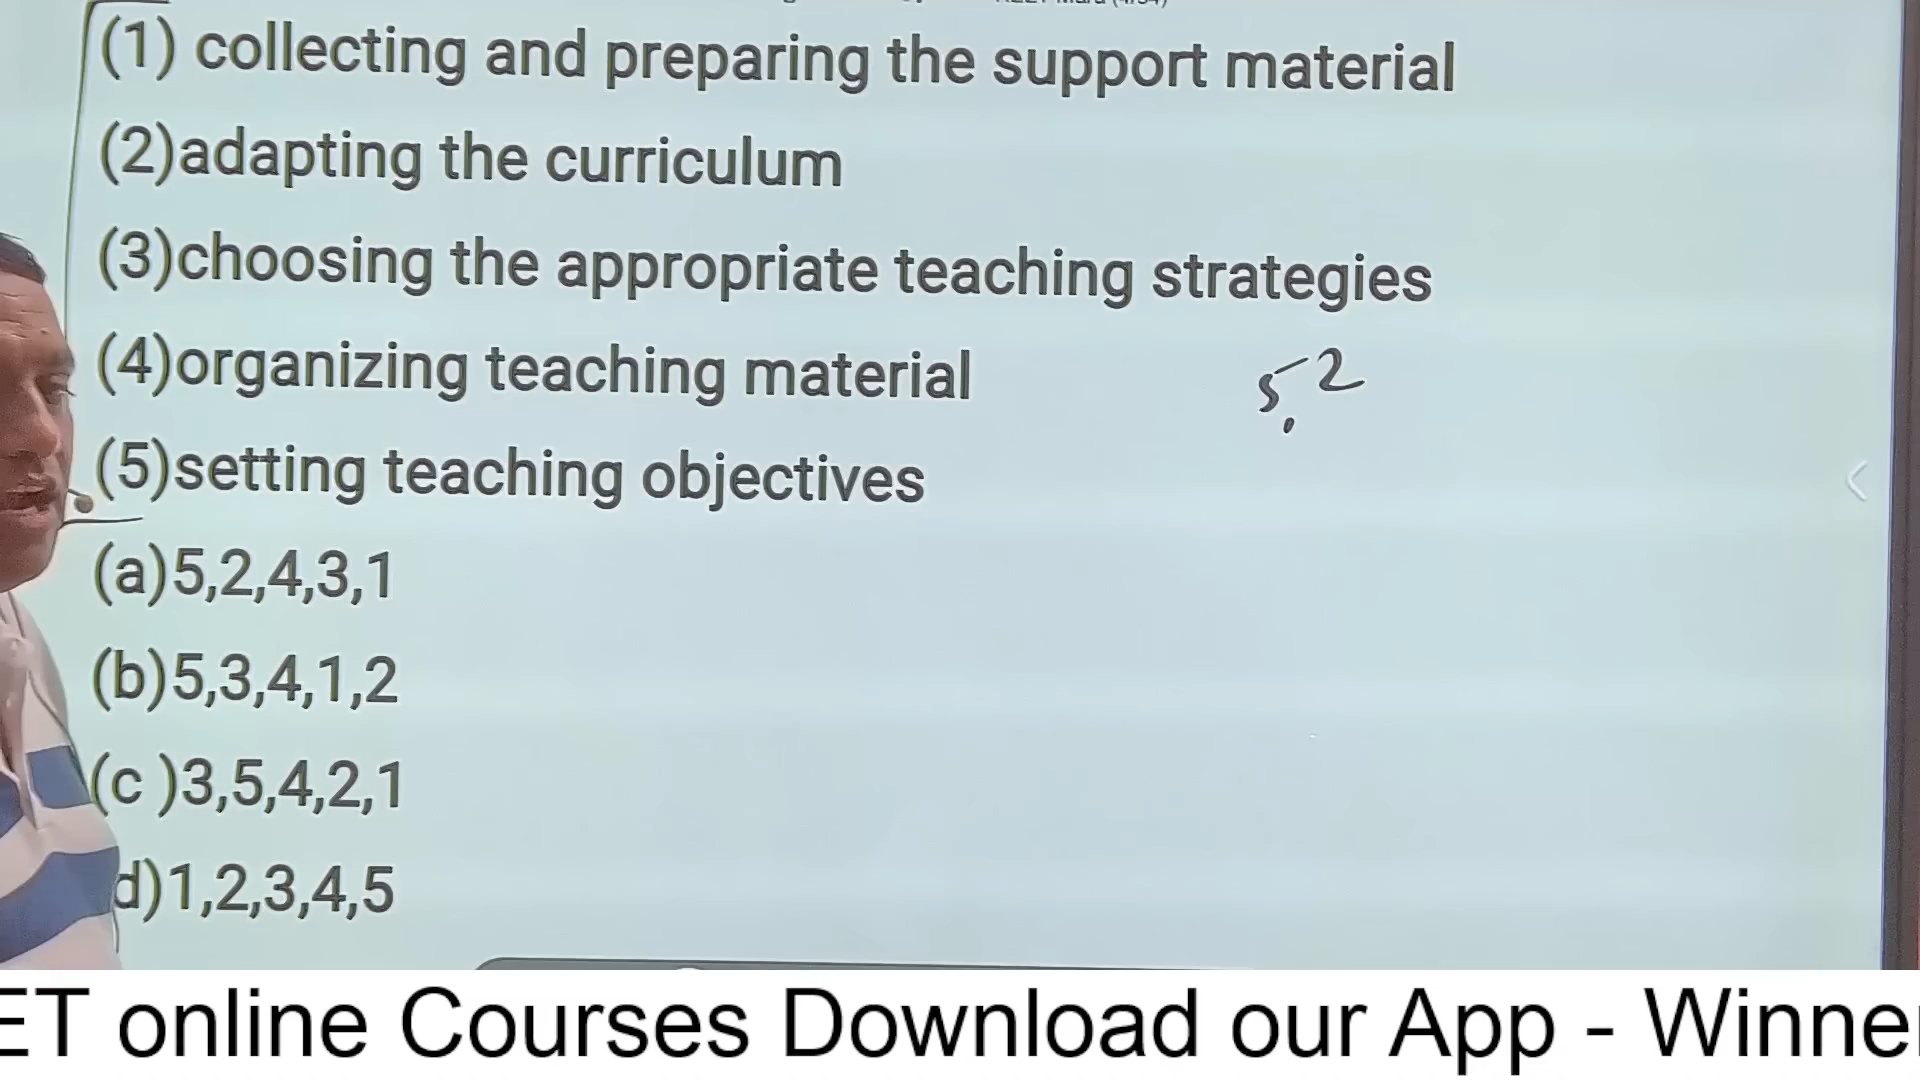 (1) collecting and preparing the support material
(2)adapting the curriculum
(3)choosing the appropriate teaching strategies
(4)organizing teaching material
5.2
(5)setting teaching objectives
(a)5,2,4,3,1
(b)5,3,4,1,2
(c )3,5,4,2,1
d)1,2,3,4,5
ET online Courses Download our App - Winne